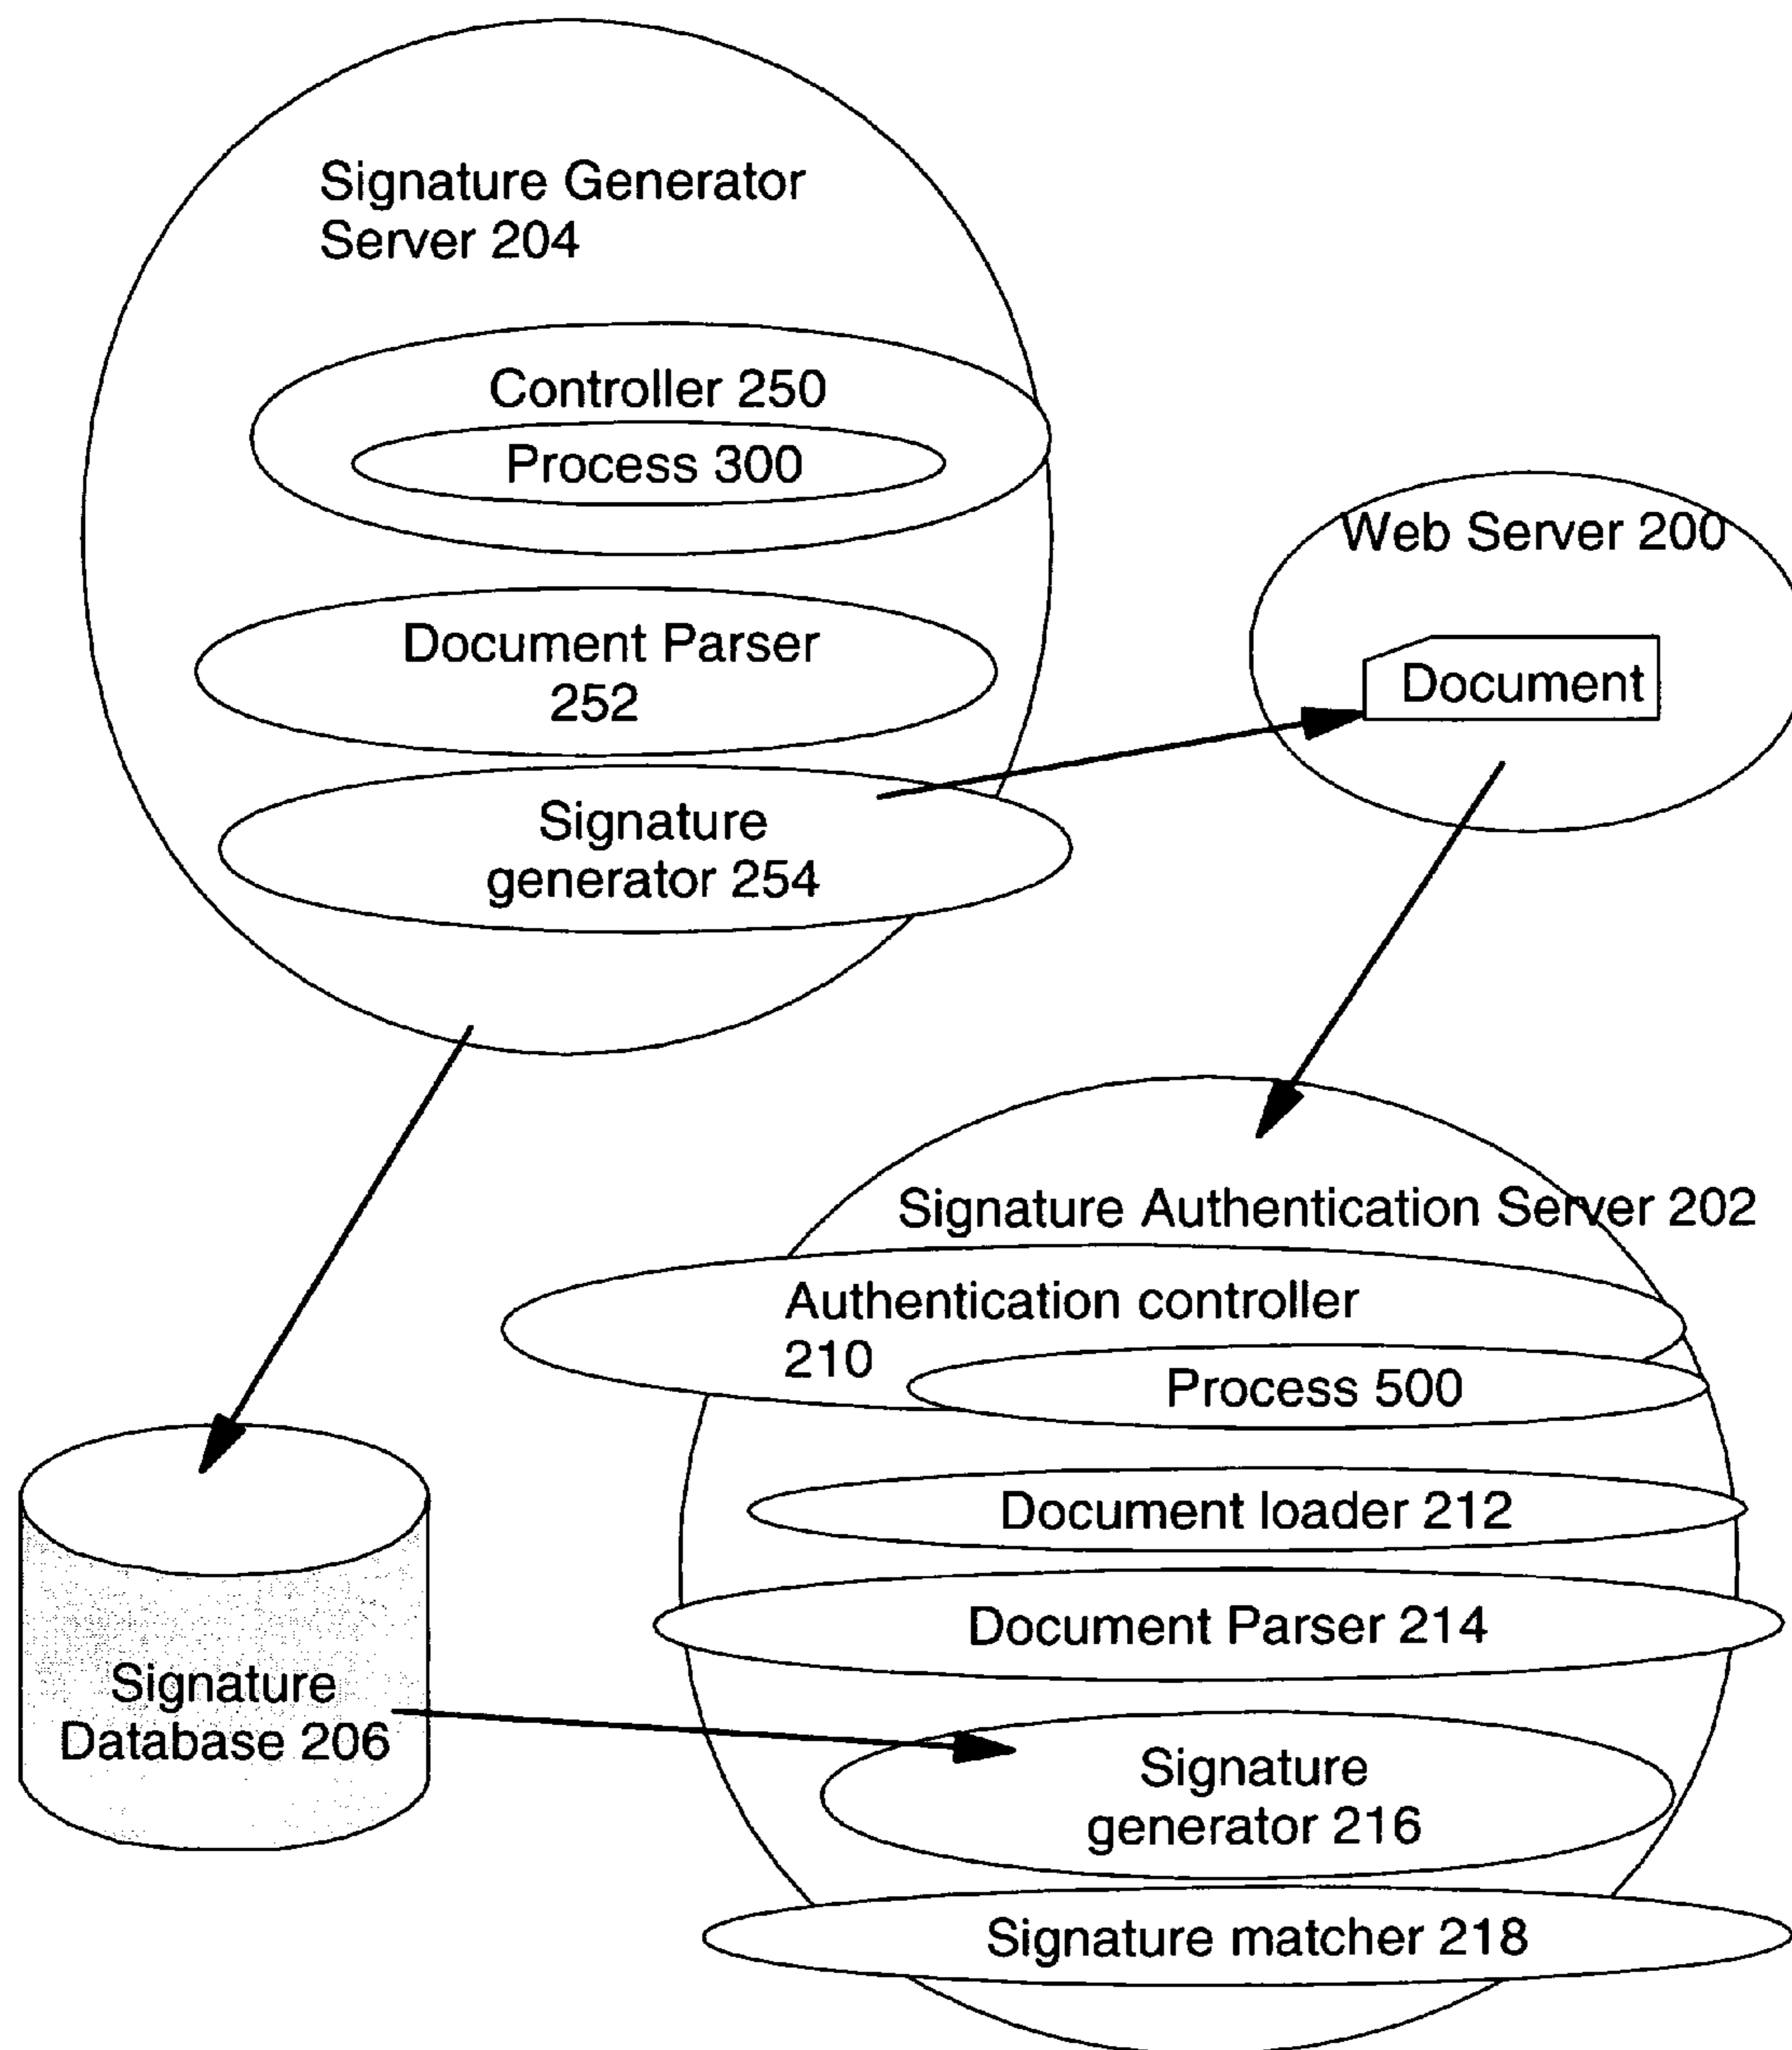 Signature Generator
Server 204
Controller 250
Process 300
Document Parser
252
Signature
generator 254
Web Server 200
Document
Signature Authentication Server 202
Authentication controller
210
Process 500
Document loader 212
Document Parser 214
Signature
generator 216
Signature matcher 218
Signature
Database 206